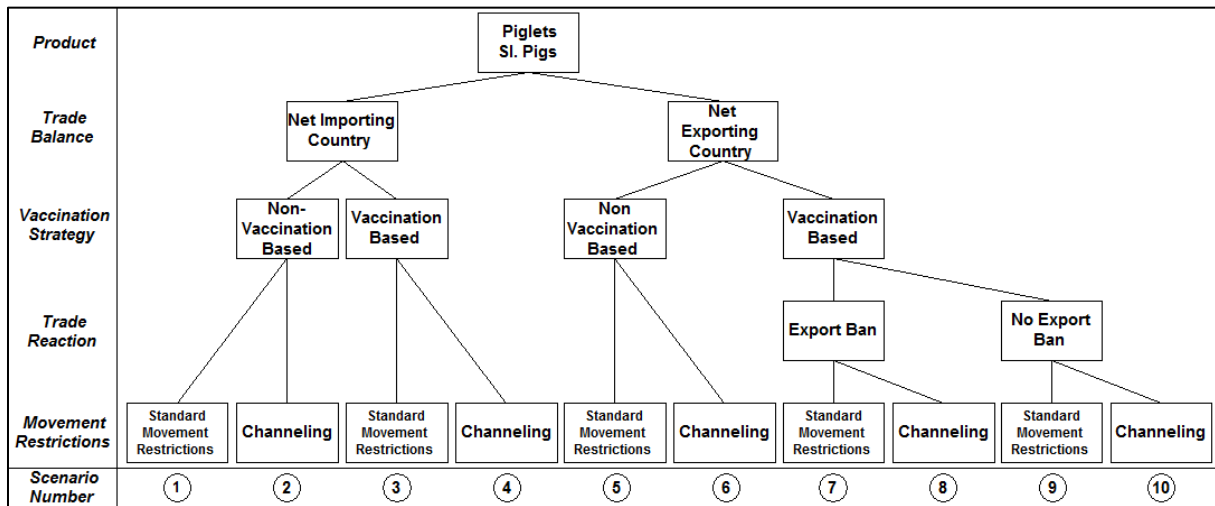 Product
Piglets
Sl. Pigs
Trade
Balance
Net Importing
Country
Net
Exporting
Country
Vaccination
Strategy
Non-
Vaccination
Based
Vaccination
Based
Non
Vaccination
Based
Vaccination
Based
Trade
Reaction
Export Ban
No Export
Ban
Movement
Restrictions
Standard
Movement
Restrictions
Channeling
Standard
Movement
Restrictions
Channeling
Standard
Movement
Restrictions
Channeling
Standard
Movement
Restrictions
Channeling
Standard
Movement
Restrictions
Channeling
Scenario
Number
1
2
3
4
5
6
7
8
9
10